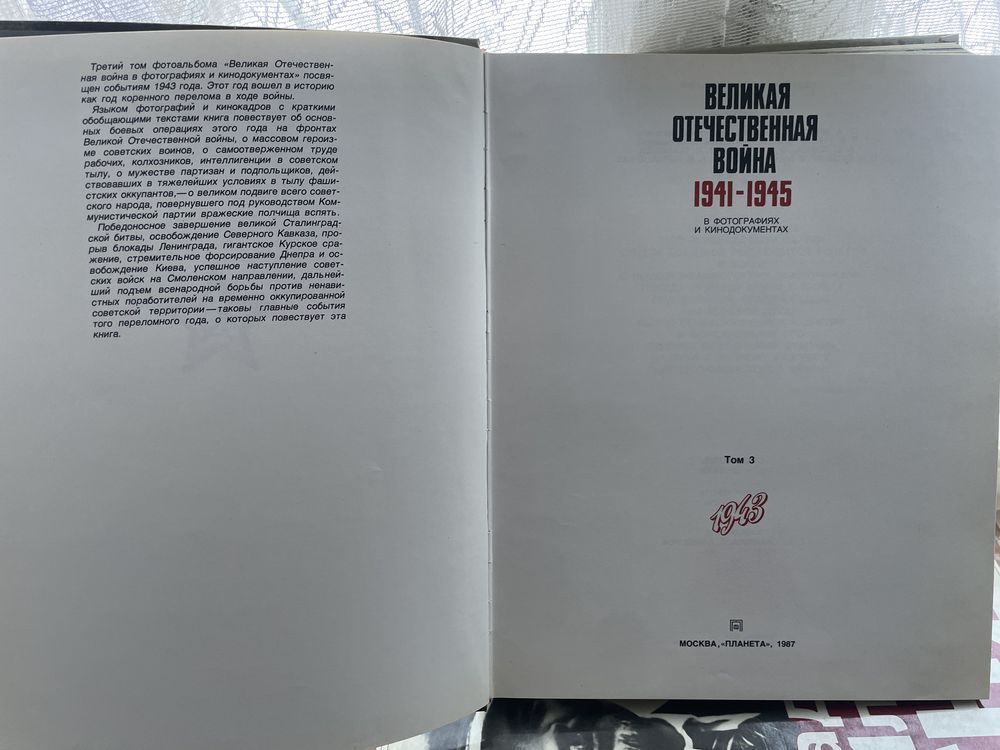 Третий том фотоальбома «Великая Отечествен-
ная война в фотографиях и кинодокументах» посвя-
щен событиям 1943 года. Этот год вошел в историю
как год коренного перелома в ходе войны.
Языком фотографий и кинокадров с краткими
обобщающими текстами книга повествует об основ-
ных боевых операциях этого года на фронтах
Великой Отечественной войны, о массовом героиз-
ме советских воинов, о самоотверженном труде
рабочих, колхозников, интеллигенции в советском
тылу, о мужестве партизан и подпольщиков, дей-
ствовавших в тяжелейших условиях в тылу фаши-
стских оккупантов,—о великом подвиге всего совет-
ского народа, повернувшего под руководством Ком-
мунистической партии вражеские полчища вспять.
Победоносное завершение великой Сталинград-
ской битвы, освобождение Северного Кавказа, про-
рыв блокады Ленинграда, гигантское Курское сра-
жение, стремительное форсирование Днепра и ос-
вобождение Киева, успешное наступление совет-
ских войск на Смоленском направлении, дальней-
ший подъем всенародной борьбы против ненави-
стных поработителей на временно оккупированной
советской территории—таковы главные события
того переломного года, о которых повествует эта
книга.
ВЕЛИКАЯ
ОТЕЧЕСТВЕННАЯ
ВОЙНА
1941-1945
В ФОТОГРАФИЯХ
И КИНОДОКУМЕНТАХ
Том 3
1943
МОСКВА, «ПЛАНЕТА», 1987